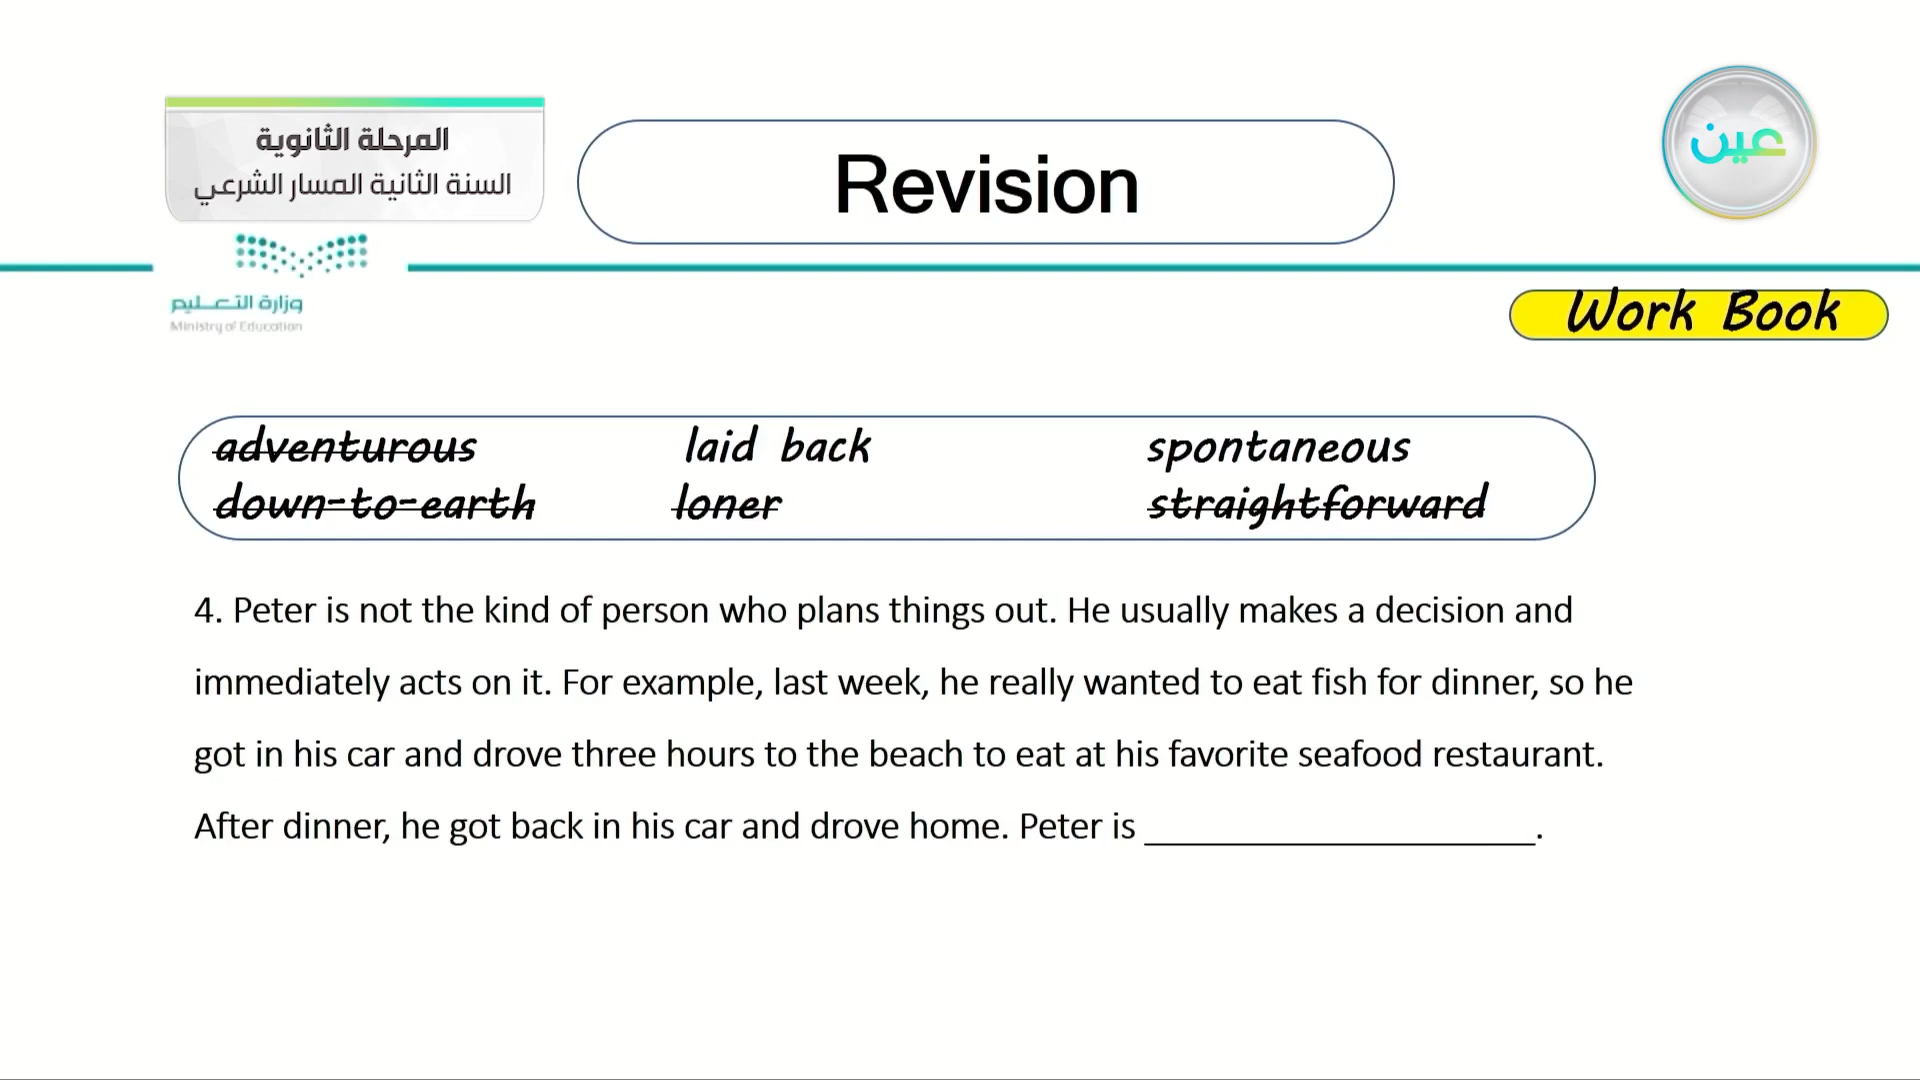 المرحلة الثانوية
السنة الثانية المسار الشرعي
Revision
عين
وزارة التعليم
Ministry of Education
Work Book
adventurous laid back spontaneous
down-to-earth loner straightforward
4. Peter is not the kind of person who plans things out. He usually makes a decision and
immediately acts on it. For example, last week, he really wanted to eat fish for dinner, so he
got in his car and drove three hours to the beach to eat at his favorite seafood restaurant.
After dinner, he got back in his car and drove home. Peter is ____________________.